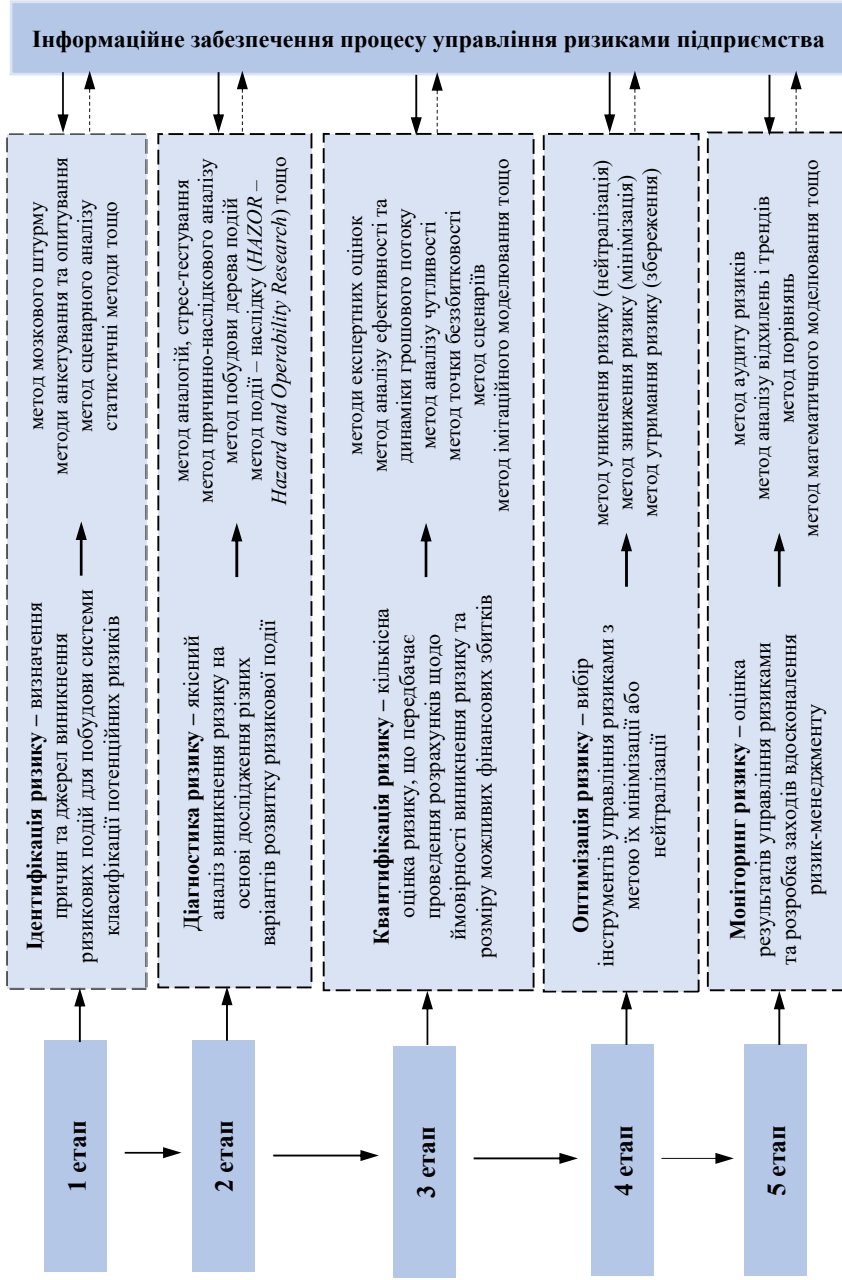 1 етап
Ідентифікація ризику – визначення
причин та джерел виникнення
ризикових подій для побудови системи
класифікації потенційних ризиків
метод мозкового штурму
методи анкетування та опитування
метод сценарного аналізу
статистичні методи тощо
2 етап
Діагностика ризику – якісний
аналіз виникнення ризику на
основі дослідження різних
варіантів розвитку ризикової події
метод аналогій, стрес-тестування
метод причинно-наслідкового аналізу
метод побудови дерева подій
метод події – наслідку (HAZOR –
Hazard and Operability Research) тощо
3 етап
Квантифікація ризику – кількісна
оцінка ризику, що передбачає
проведення розрахунків щодо
ймовірності виникнення ризику та
розміру можливих фінансових збитків
методи експертних оцінок
метод аналізу ефективності та
динаміки грошового потоку
метод аналізу чутливості
метод точки беззбитковості
метод сценаріїв
метод імітаційного моделювання тощо
4 етап
Оптимізація ризику – вибір
інструментів управління ризиками з
метою їх мінімізації або
нейтралізації
метод уникнення ризику (нейтралізація)
метод зниження ризику (мінімізація)
метод утримання ризику (збереження)
5 етап
Моніторинг ризику – оцінка
результатів управління ризиками
та розробка заходів вдосконалення
ризик-менеджменту
метод аудиту ризиків
метод аналізу відхилень і трендів
метод порівнянь
метод математичного моделювання тощо
Інформаційне забезпечення процесу управління ризиками підприємства